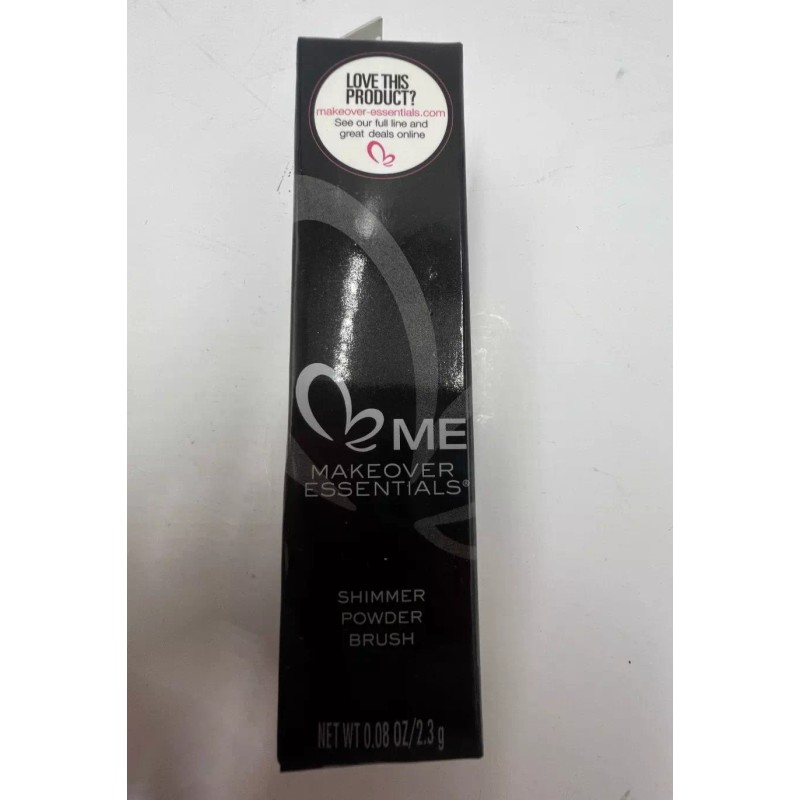 LOVE THIS
PRODUCT?
makeover-essentials.com
See our full line and
great deals online
ME
MAKEOVER
ESSENTIALS®
SHIMMER
POWDER
BRUSH
NET WT 0.08 OZ/2.3 g